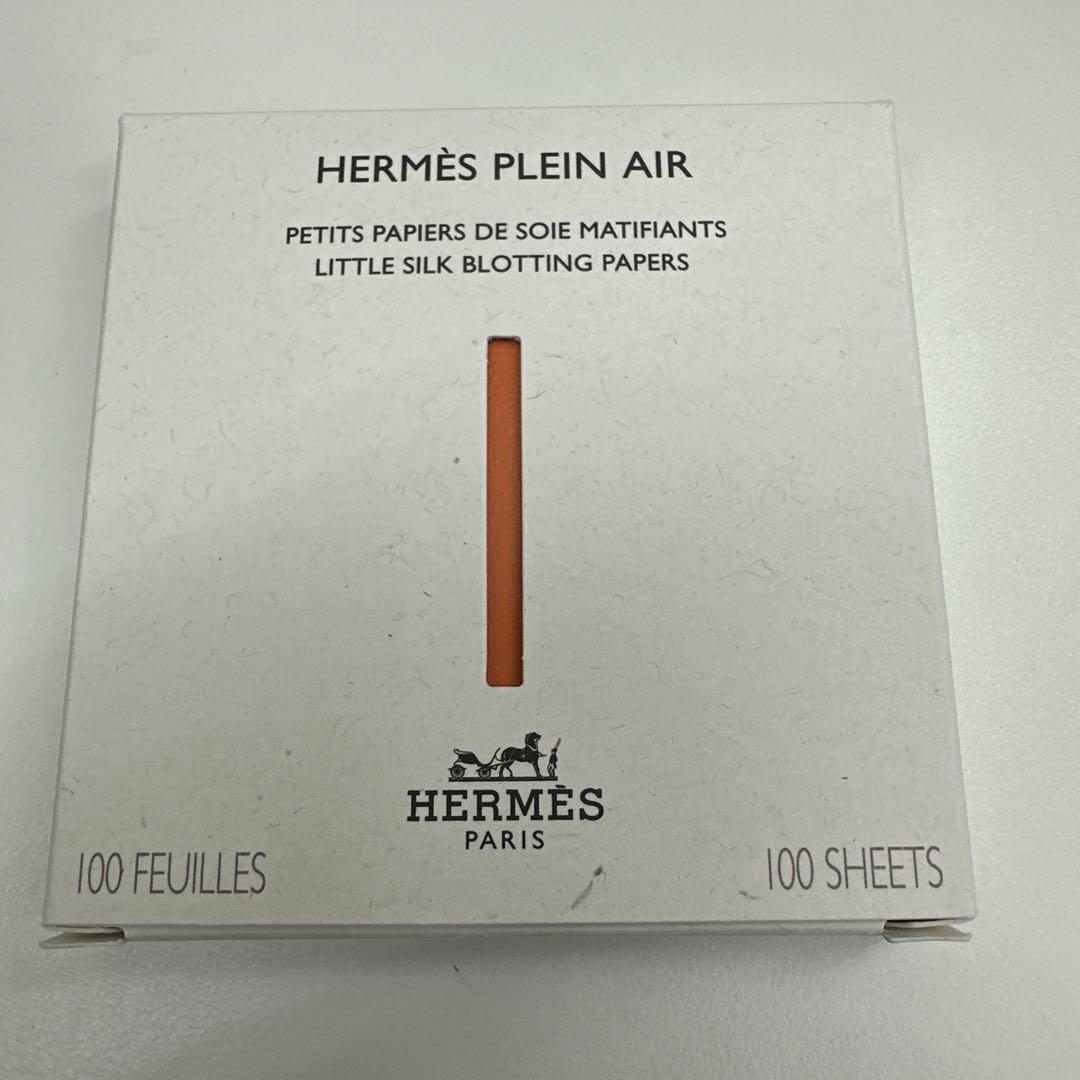 HERMÈS PLEIN AIR
PETITS PAPIERS DE SOIE MATIFIANTS
LITTLE SILK BLOTTING PAPERS
HERMÈS
PARIS
100 FEUILLES
100 SHEETS